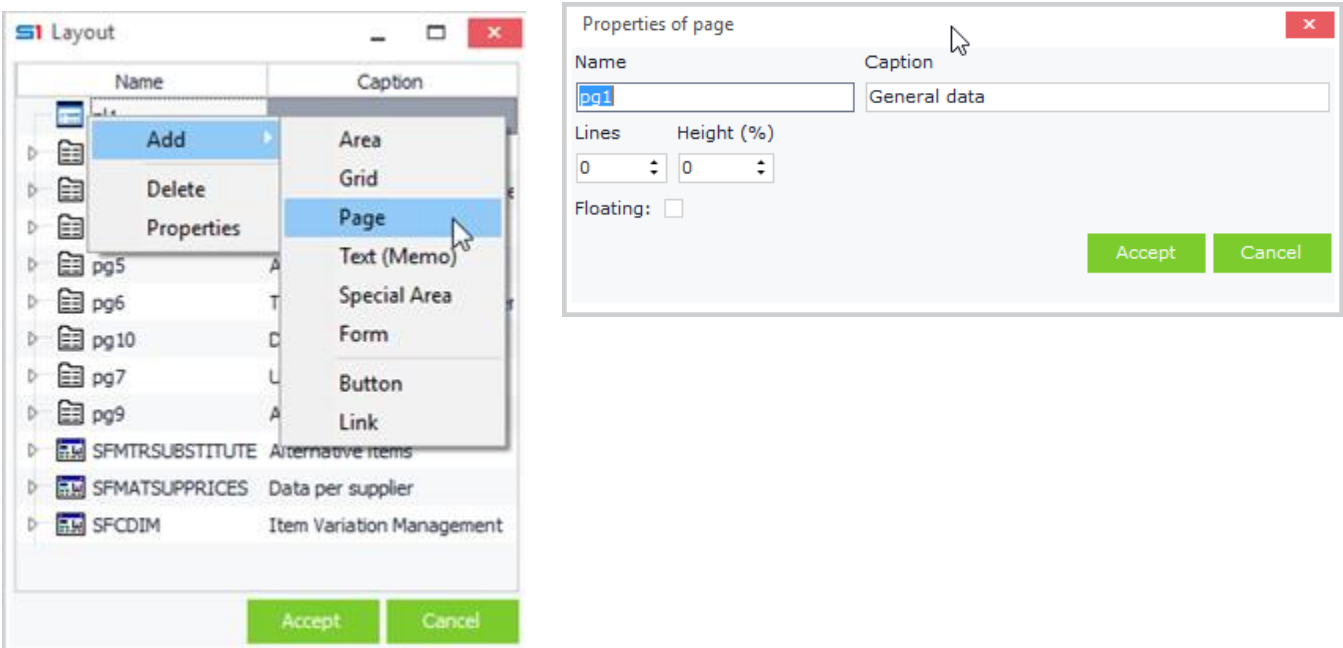 S1 Layout
Name Caption
Add
Delete
Properties
Area
Grid
Page
Text (Memo)
Special Area
Form
Button
Link
pg5 A
pg6 T
pg10 D
pg7 U
pg9 A
SFMTRSUBSTITUTE Alternative Items
SFMATSUPPRICES Data per supplier
SFCDIM Item Variation Management
Accept Cancel
Properties of page
Name Caption
pg1 General data
Lines Height (%)
0 0
Floating:
Accept Cancel